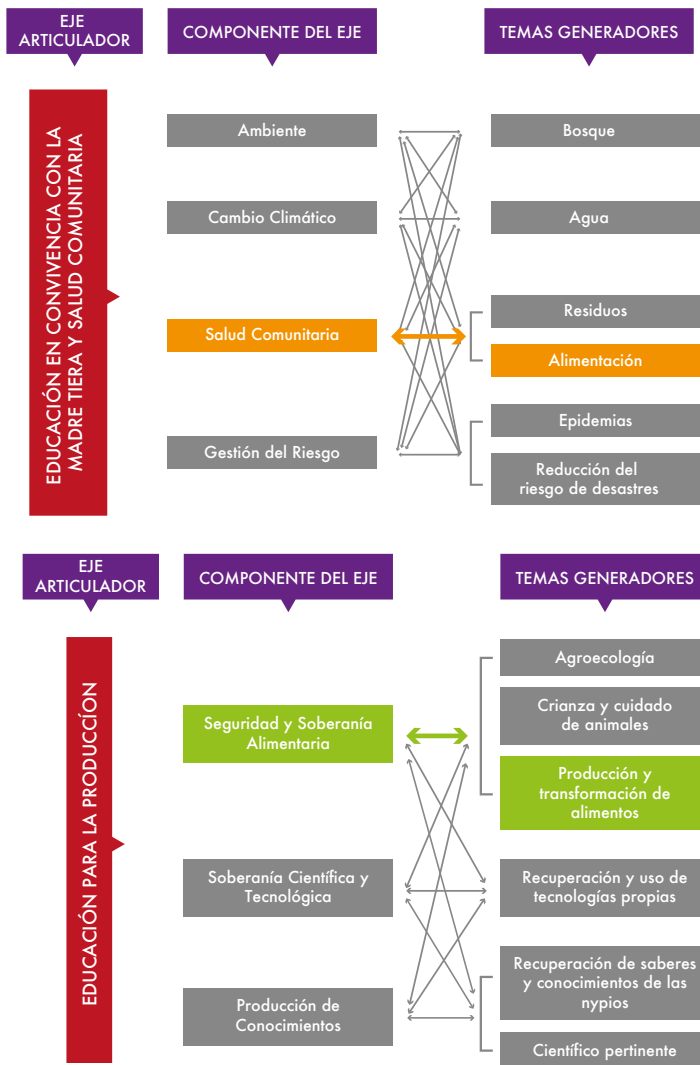 EJE
ARTICULADOR
COMPONENTE DEL EJE
TEMAS GENERADORES
EDUCACIÓN EN CONVIVENCIA CON LA
MADRE TIERA Y SALUD COMUNITARIA
Ambiente
Bosque
Cambio Climático
Agua
Residuos
Salud Comunitaria
Alimentación
Epidemias
Gestión del Riesgo
Reducción del
riesgo de desastres
EJE
ARTICULADOR
COMPONENTE DEL EJE
TEMAS GENERADORES
EDUCACIÓN PARA LA PRODUCCÍON
Agroecología
Seguridad y Soberanía
Alimentaria
Crianza y cuidado
de animales
Producción y
transformación de
alimentos
Soberanía Científica y
Tecnológica
Recuperación y uso de
tecnologías propias
Recuperación de saberes
y conocimientos de las
nypios
Producción de
Conocimientos
Científico pertinente